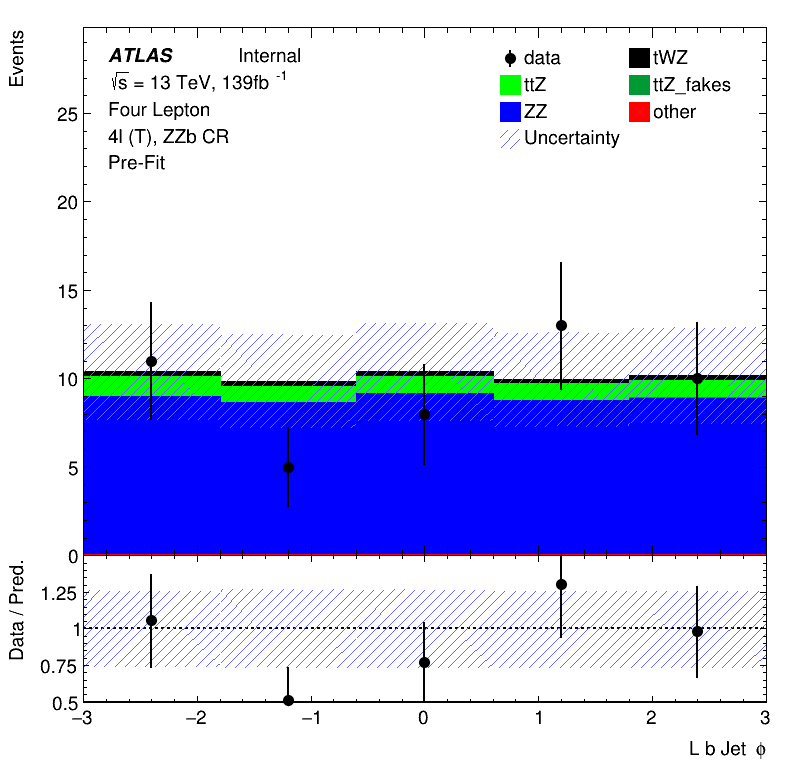 Events
ATLAS Internal
√s = 13 TeV, 139fb -1
Four Lepton
4l (T), ZZb CR
Pre-Fit
data
tWZ
ttZ
ttZ_fakes
ZZ
other
Uncertainty
25
20
15
10
5
0
Data / Pred.
1.25
1
0.75
0.5
−3 −2 −1 0 1 2 3
L b Jet ϕ